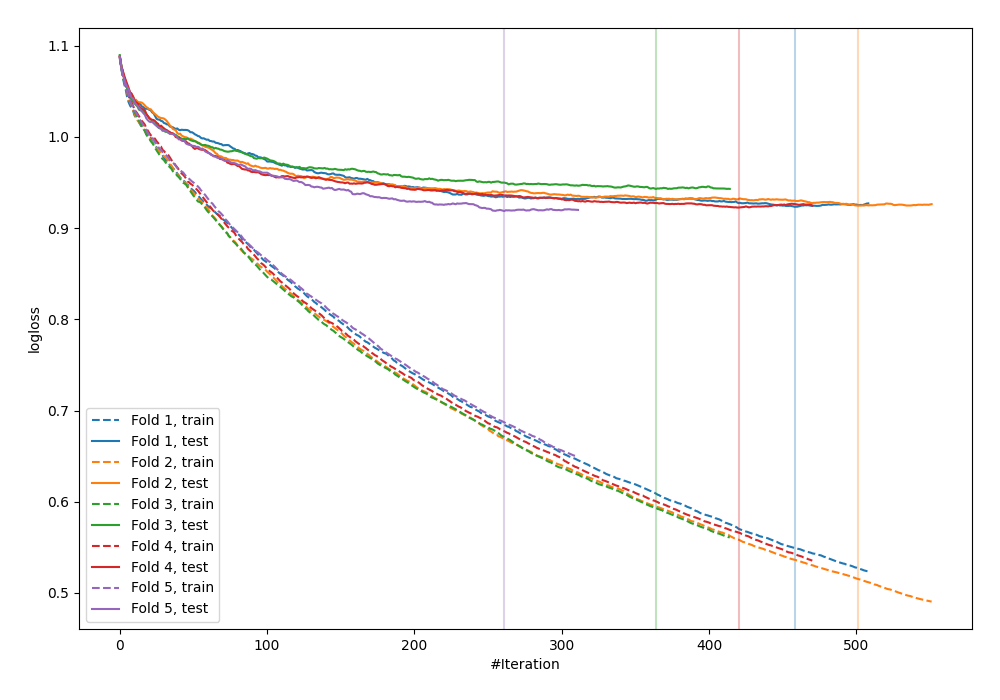 1.1
1.0
0.9
0.8
0.7
0.6
0.5
logloss
Fold 1, train
Fold 1, test
Fold 2, train
Fold 2, test
Fold 3, train
Fold 3, test
Fold 4, train
Fold 4, test
Fold 5, train
Fold 5, test
0 100 200 300 400 500
#Iteration